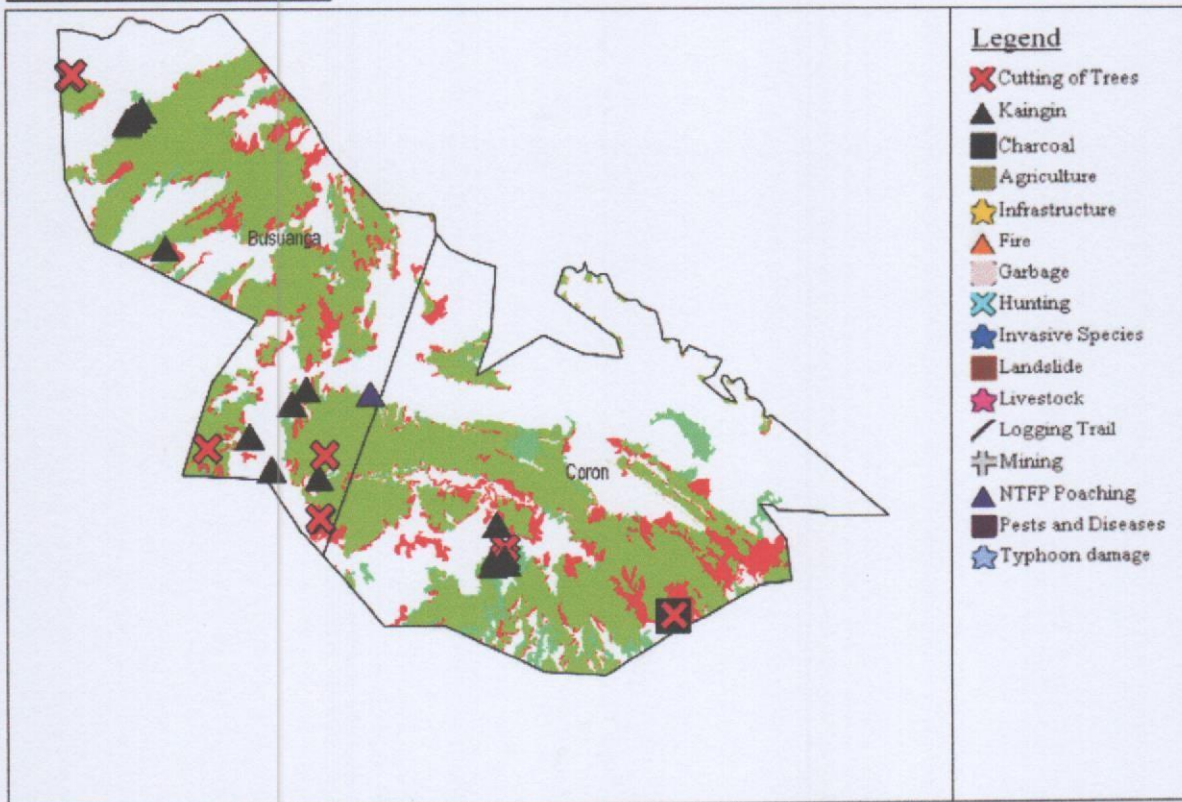 Legend
Cutting of Trees
Kaingin
Charcoal
Agriculture
Infrastructure
Fire
Garbage
Hunting
Invasive Species
Landslide
Livestock
Logging Trail
Mining
NTFP Poaching
Pests and Diseases
Typhoon damage
Busuanga
Coron